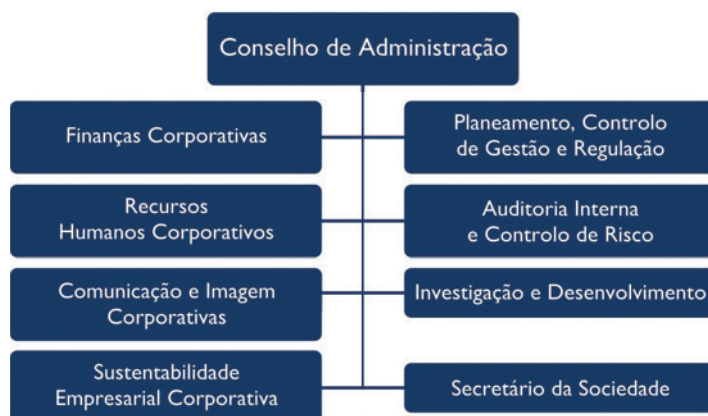 Conselho de Administração
Finanças Corporativas
Planeamento, Controlo
de Gestão e Regulação
Recursos
Humanos Corporativos
Auditoria Interna
e Controlo de Risco
Comunicação e Imagem
Corporativas
Investigação e Desenvolvimento
Sustentabilidade
Empresarial Corporativa
Secretário da Sociedade